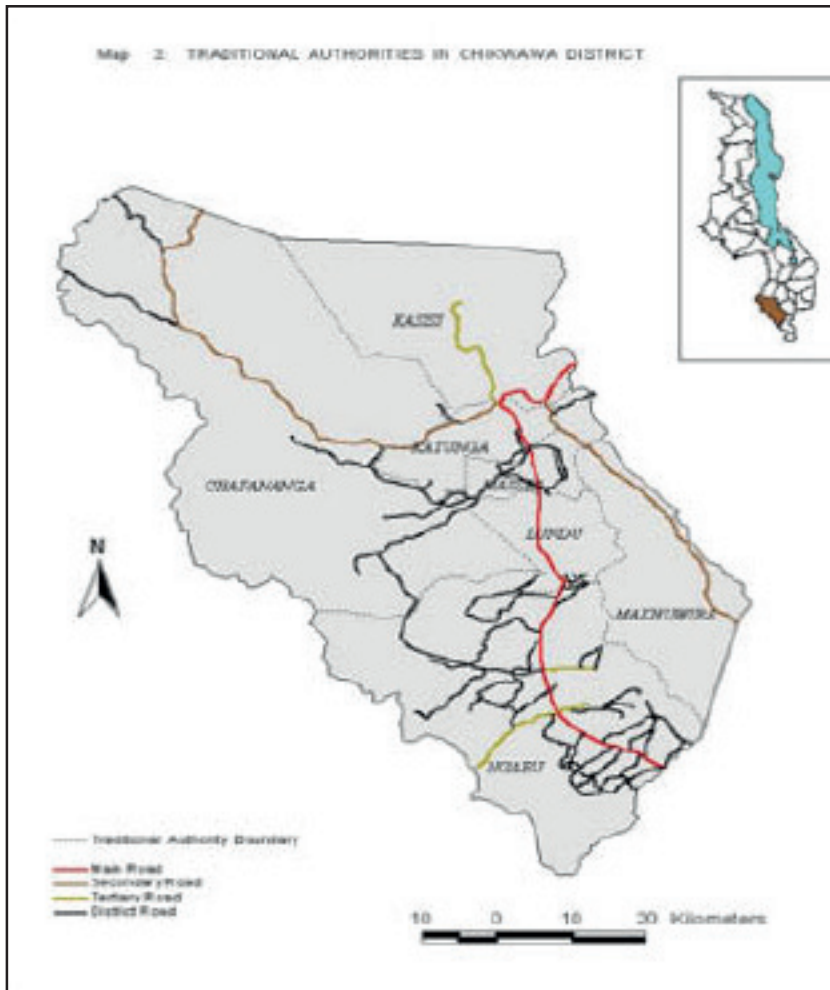 Map 2. TRADITIONAL AUTHORITIES IN CHIKWAWA DISTRICT
KASISI
KATUNGA
CHAPANANGA
MASEA
LUNDU
MAKHUWIRA
NGABU
N
Traditional Authority Boundary
Main Road
Secondary Road
Tertiary Road
District Road
10 0 10 20 Kilometers